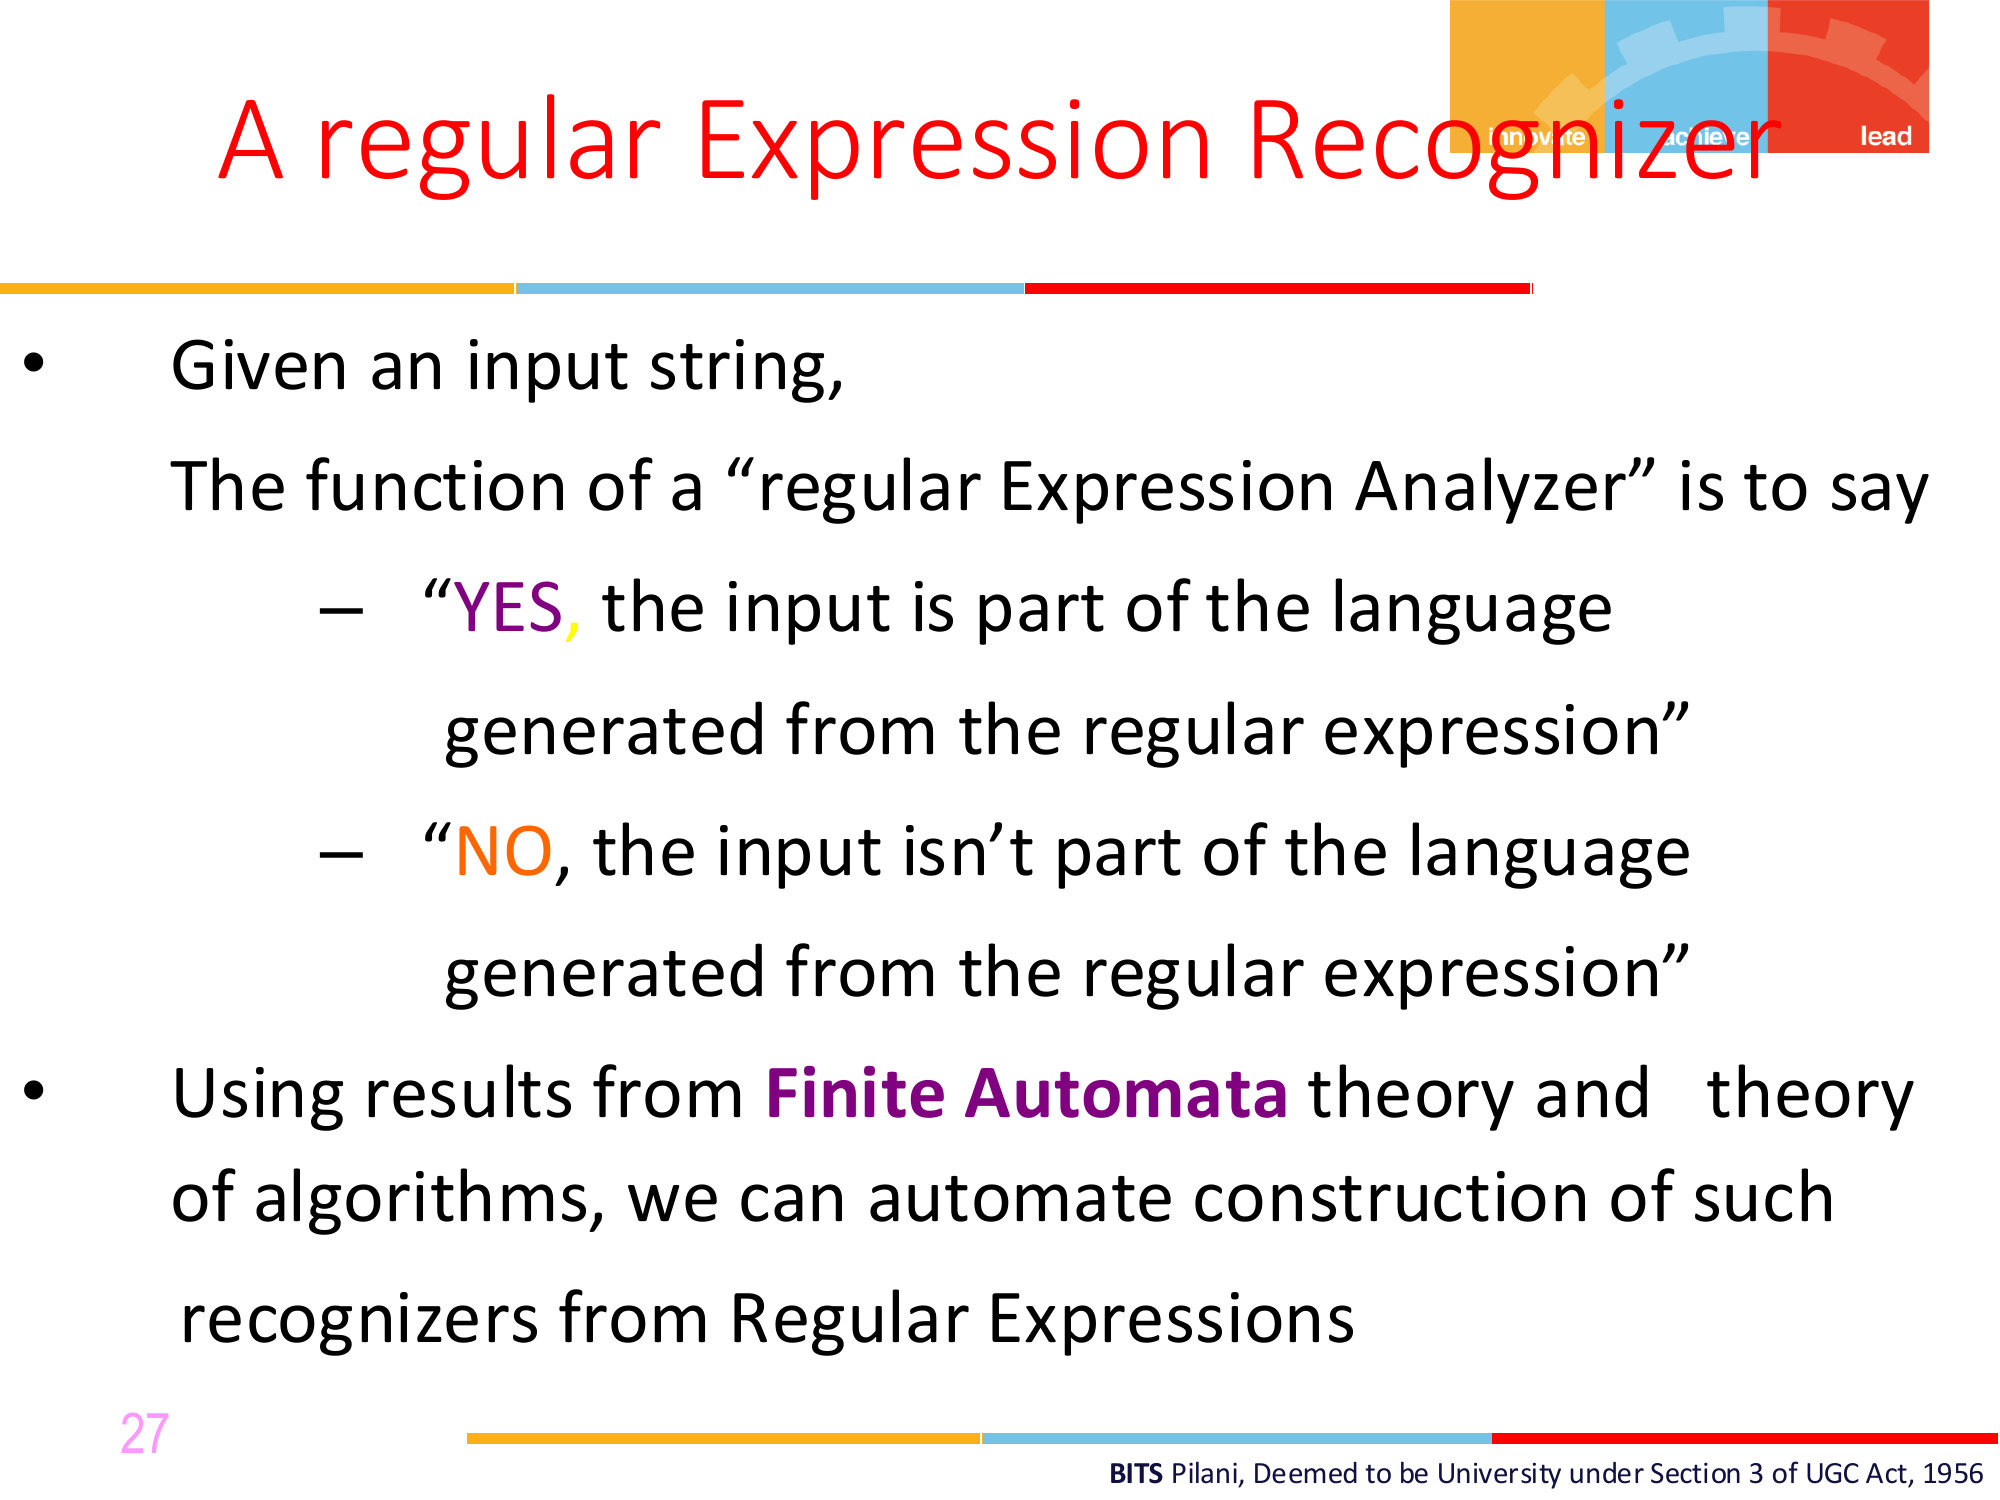 innovate achieve lead
A regular Expression Recognizer
• Given an input string,
The function of a “regular Expression Analyzer” is to say
– “YES, the input is part of the language
generated from the regular expression”
– “NO, the input isn’t part of the language
generated from the regular expression”
• Using results from Finite Automata theory and theory
of algorithms, we can automate construction of such
recognizers from Regular Expressions
27
BITS Pilani, Deemed to be University under Section 3 of UGC Act, 1956